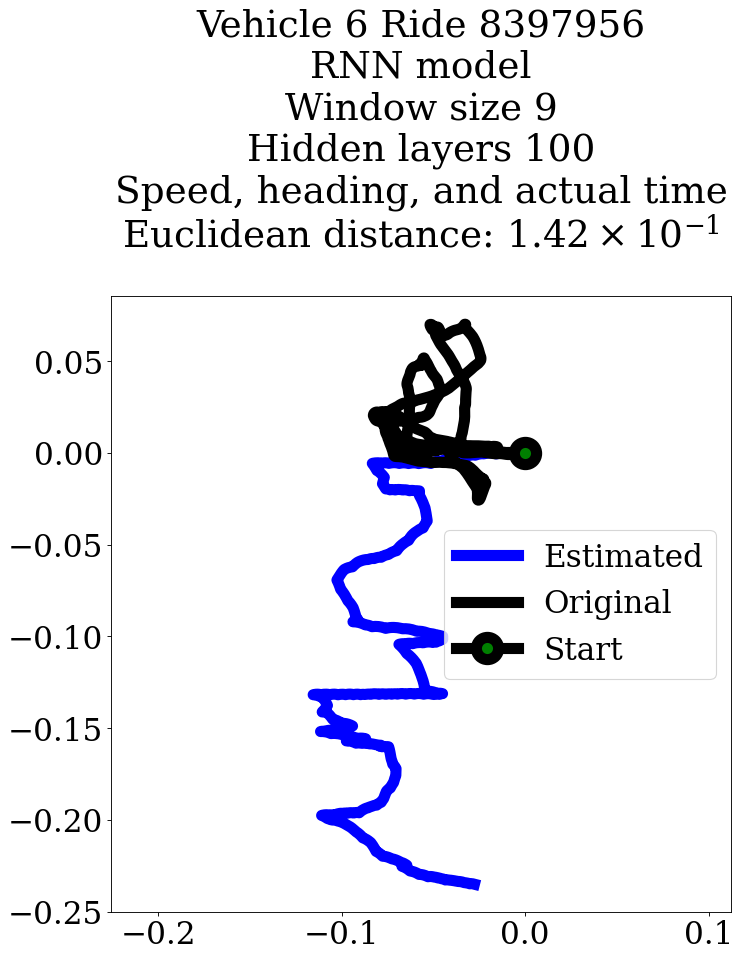 Vehicle 6 Ride 8397956
RNN model
Window size 9
Hidden layers 100
Speed, heading, and actual time
Euclidean distance: 1.42 × 10⁻¹
0.05
0.00
−0.05
−0.10
−0.15
−0.20
−0.25
Estimated
Original
Start
−0.2
−0.1
0.0
0.1